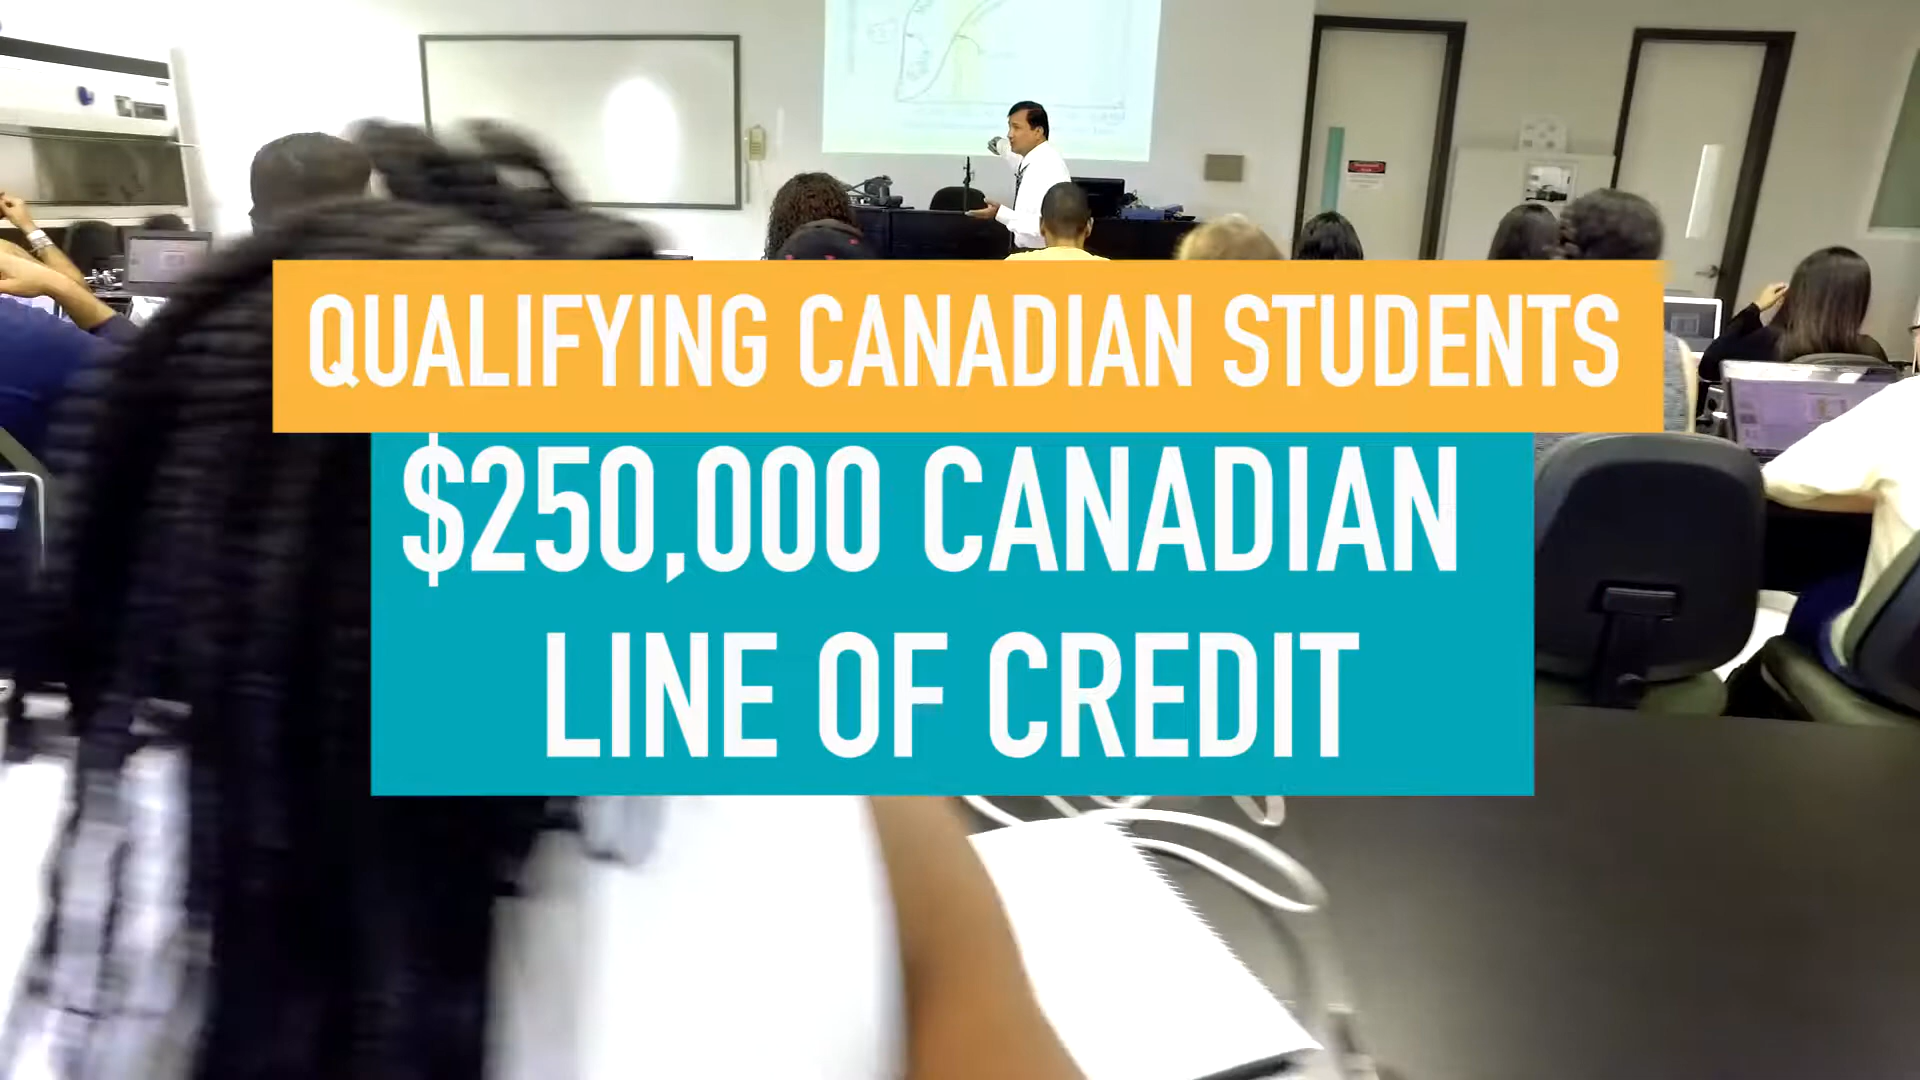 QUALIFYING CANADIAN STUDENTS
$250,000 CANADIAN
LINE OF CREDIT